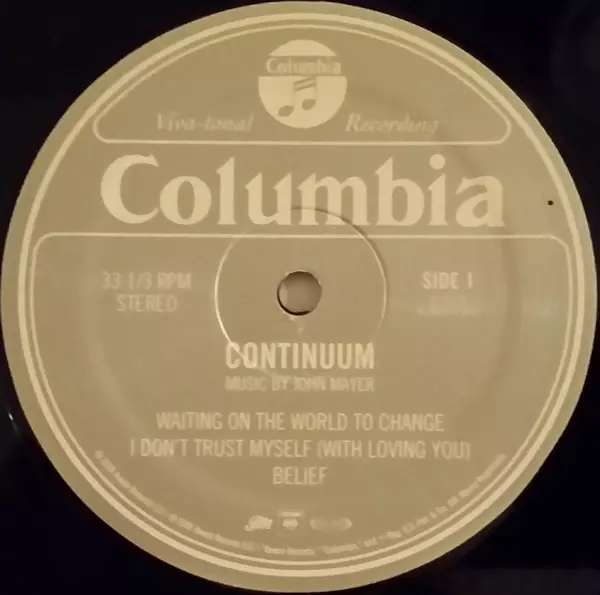 Columbia
Viva-tonal Recording
Columbia
33 1/3 RPM
STEREO
SIDE 1
CONTINUUM
MUSIC BY JOHN MAYER
WAITING ON THE WORLD TO CHANGE
I DON'T TRUST MYSELF (WITH LOVING YOU)
BELIEF